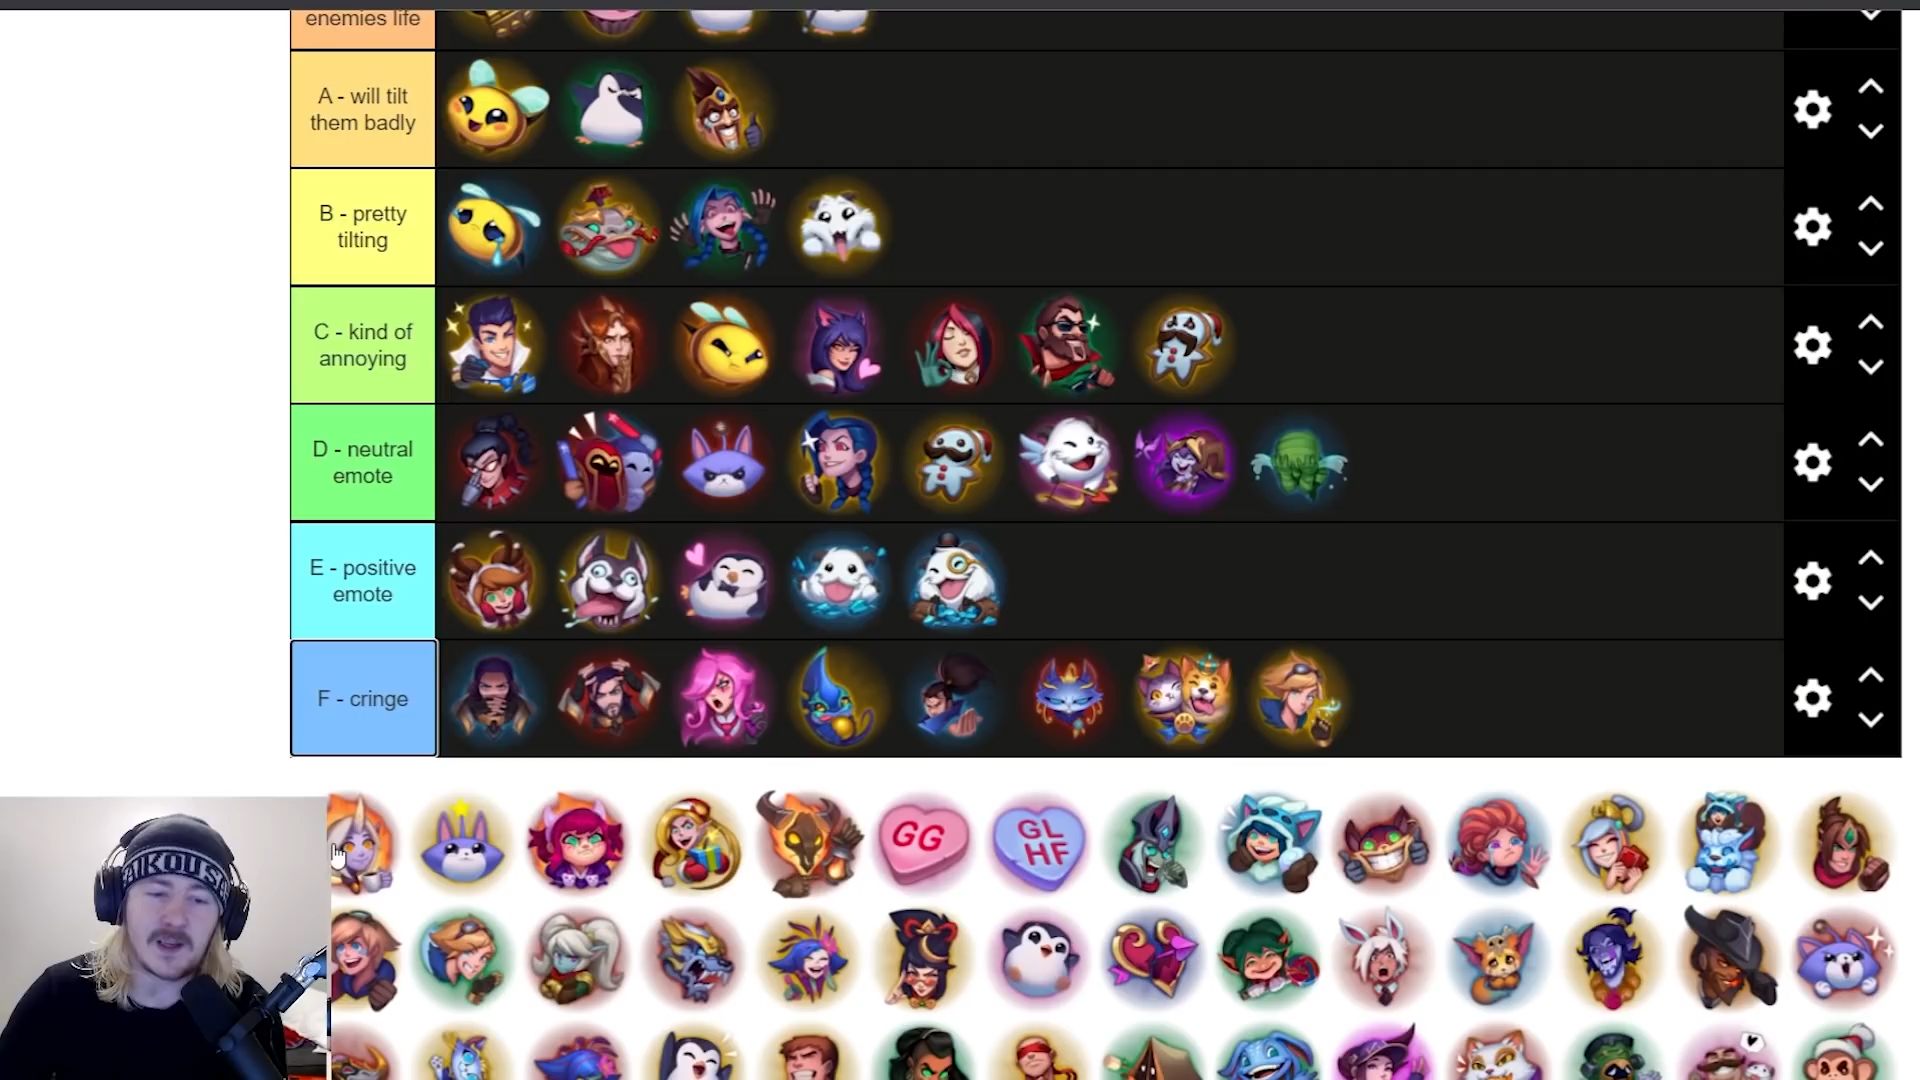 enemies life
A - will tilt
them badly
B - pretty
tilting
C - kind of
annoying
D - neutral
emote
E - positive
emote
F - cringe
GG
GL
HF